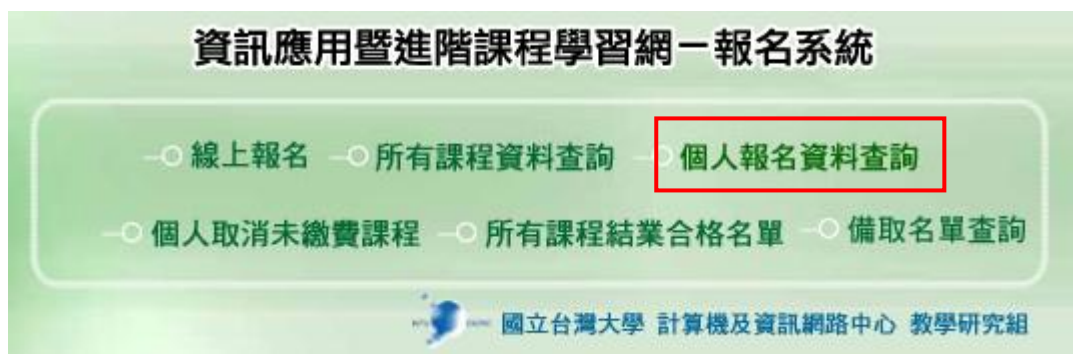 資訊應用暨進階課程學習網－報名系統
線上報名 所有課程資料查詢 個人報名資料查詢
個人取消未繳費課程 所有課程結業合格名單 備取名單查詢
國立台灣大學 計算機及資訊網路中心 教學研究組